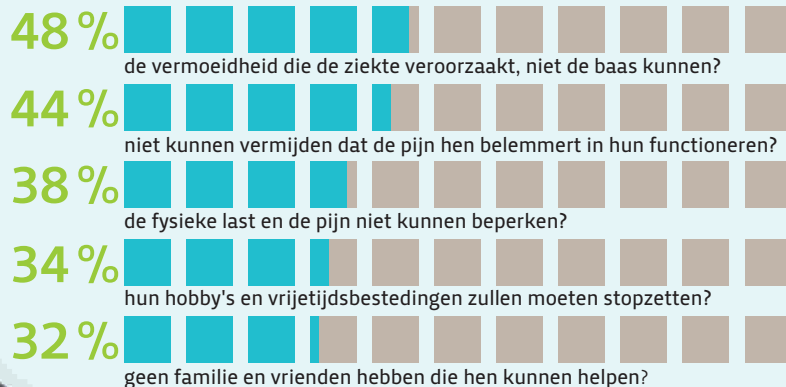 48 %
de vermoeidheid die de ziekte veroorzaakt, niet de baas kunnen?
44 %
niet kunnen vermijden dat de pijn hen belemmert in hun functioneren?
38 %
de fysieke last en de pijn niet kunnen beperken?
34 %
hun hobby's en vrijetijdsbestedingen zullen moeten stopzetten?
32 %
geen familie en vrienden hebben die hen kunnen helpen?